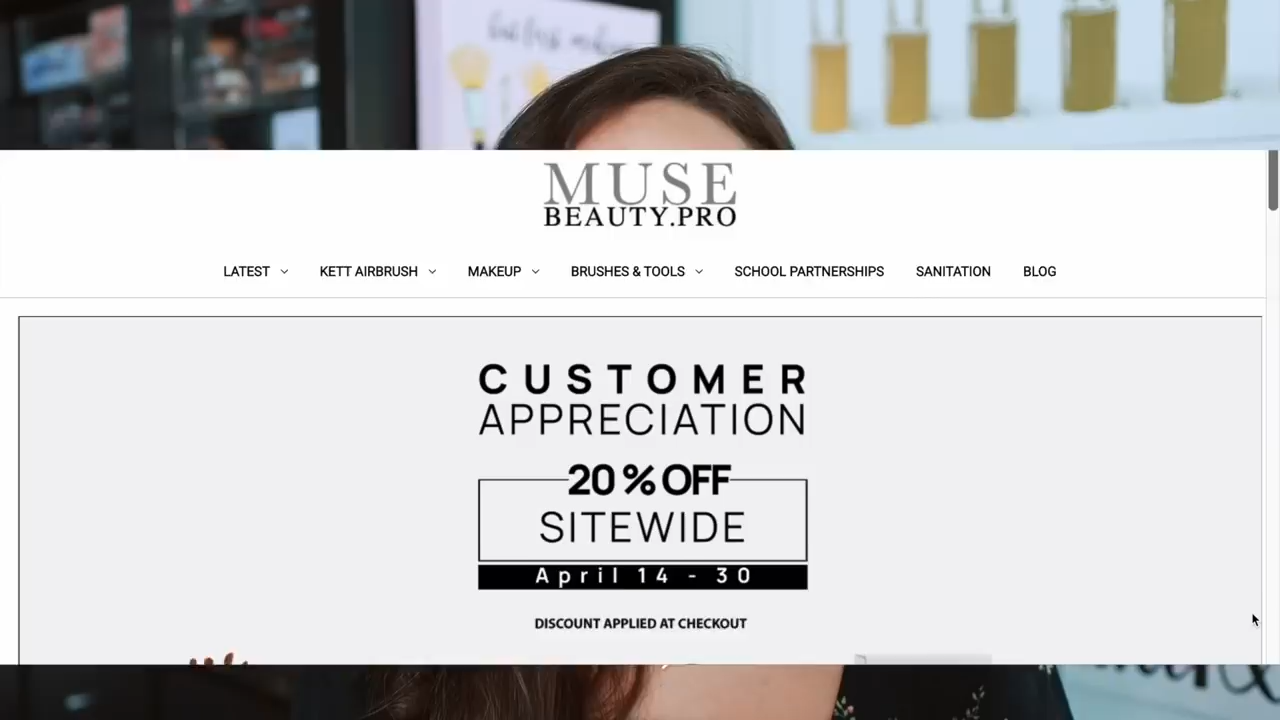 MUSE
BEAUTY.PRO
LATEST
KETT AIRBRUSH
MAKEUP
BRUSHES & TOOLS
SCHOOL PARTNERSHIPS
SANITATION
BLOG
CUSTOMER
APPRECIATION
20 % OFF
SITEWIDE
April 14 - 30
DISCOUNT APPLIED AT CHECKOUT